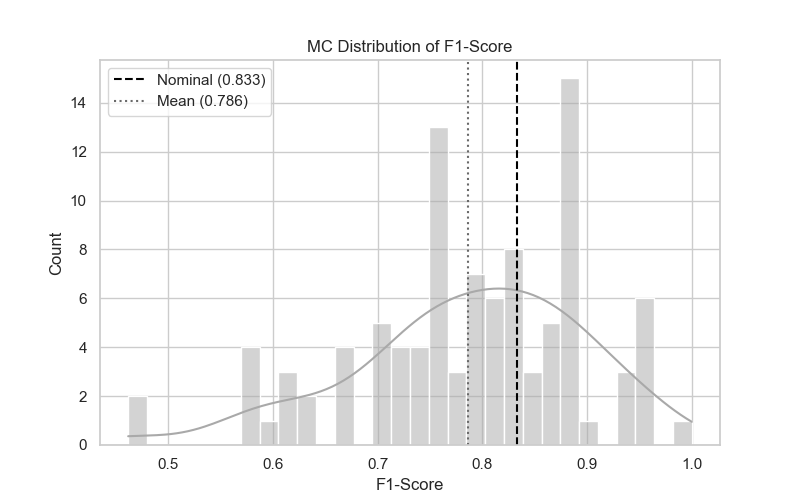 MC Distribution of F1-Score
Nominal (0.833)
Mean (0.786)
14
12
10
8
6
4
2
0
Count
0.5 0.6 0.7 0.8 0.9 1.0
F1-Score